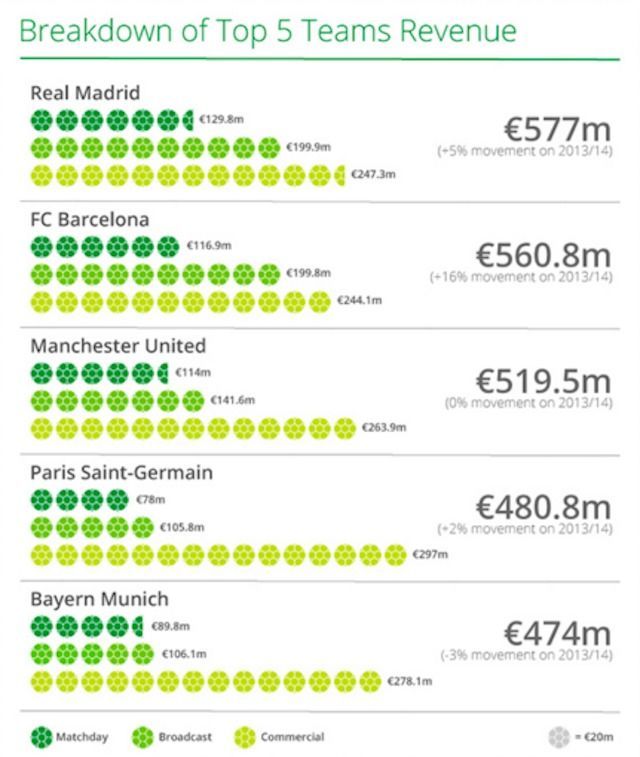 Breakdown of Top 5 Teams Revenue
Real Madrid
€129.8m
€199.9m
€247.3m
€577m
(+5% movement on 2013/14)
FC Barcelona
€116.9m
€199.8m
€244.1m
€560.8m
(+16% movement on 2013/14)
Manchester United
€114m
€141.6m
€263.9m
€519.5m
(0% movement on 2013/14)
Paris Saint-Germain
€78m
€105.8m
€297m
€480.8m
(+2% movement on 2013/14)
Bayern Munich
€89.8m
€106.1m
€278.1m
€474m
(-3% movement on 2013/14)
Matchday Broadcast Commercial = €20m